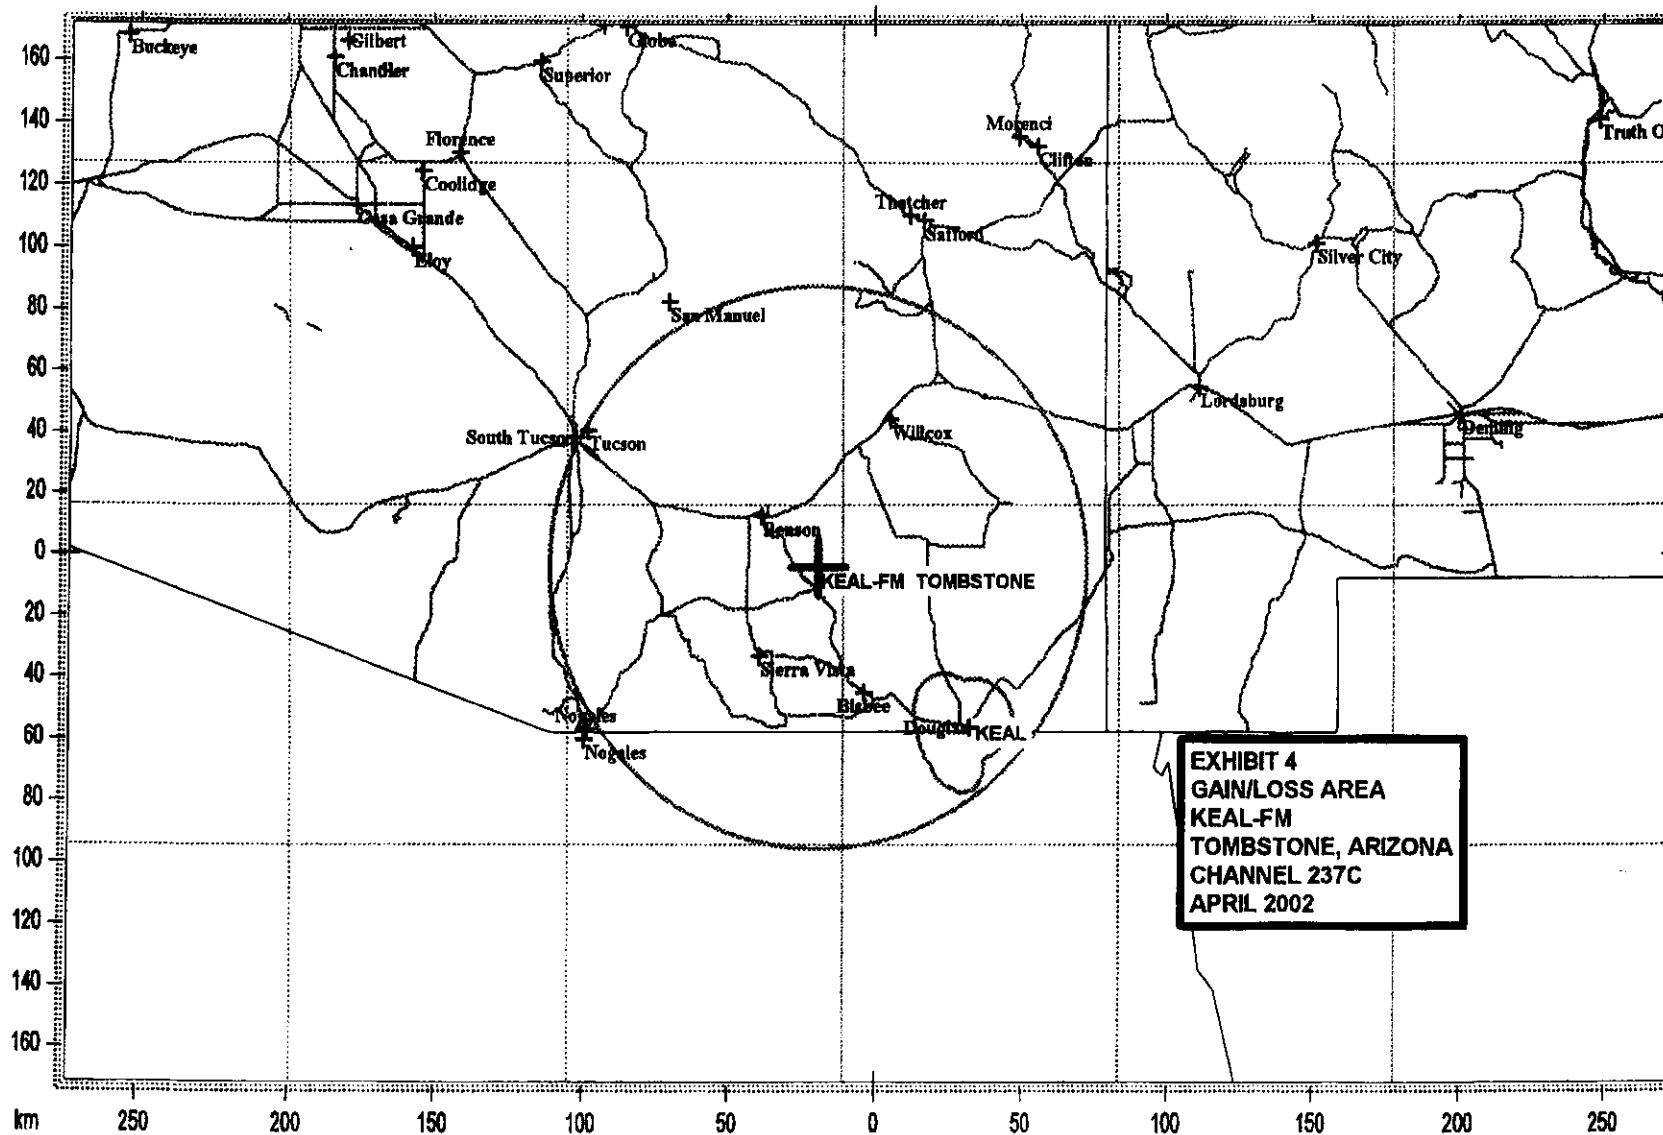 160
140
120
100
80
60
40
20
0
20
40
60
80
100
120
140
160
km
250
200
150
100
50
0
50
100
150
200
250
Buckeye
Gilbert
Chandler
Globe
Superior
Florence
Coolidge
Casa Grande
Eloy
Morenci
Clifton
Thatcher
Safford
Truth O
Silver City
San Manuel
Lordsburg
Deming
South Tucson
Tucson
Willcox
Benson
KEAL-FM TOMBSTONE
Sierra Vista
Bisbee
Nogales
Nogales
Douglas
KEAL
EXHIBIT 4
GAIN/LOSS AREA
KEAL-FM
TOMBSTONE, ARIZONA
CHANNEL 237C
APRIL 2002